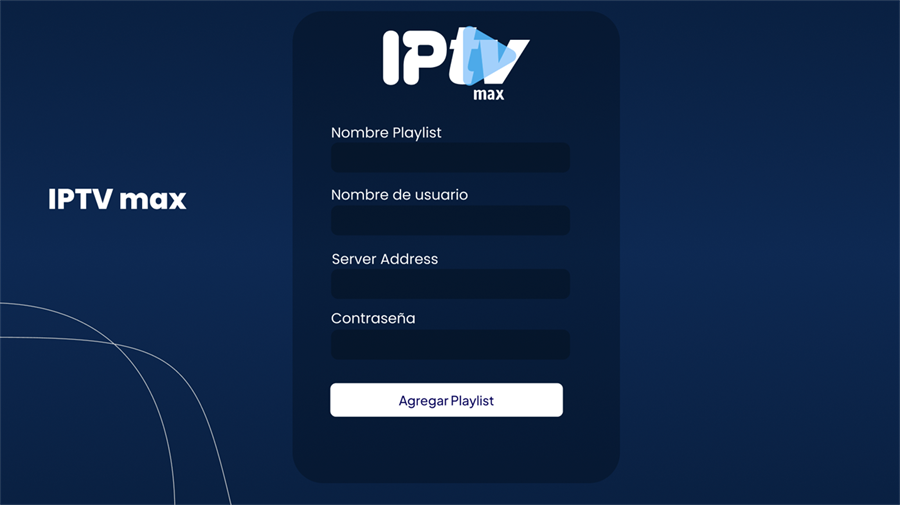 IPTV max
IPtv
max
Nombre Playlist
Nombre de usuario
Server Address
Contraseña
Agregar Playlist